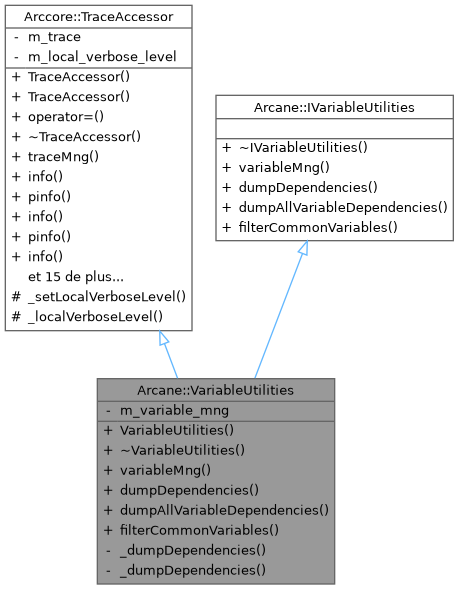 Arccore::TraceAccessor
- m_trace
- m_local_verbose_level
+ TraceAccessor()
+ TraceAccessor()
+ operator=()
+ ~TraceAccessor()
+ traceMng()
+ info()
+ pinfo()
+ info()
+ pinfo()
+ info()
et 15 de plus...
# _setLocalVerboseLevel()
# _localVerboseLevel()
Arcane::IVariableUtilities
+ ~IVariableUtilities()
+ variableMng()
+ dumpDependencies()
+ dumpAllVariableDependencies()
+ filterCommonVariables()
Arcane::VariableUtilities
- m_variable_mng
+ VariableUtilities()
+ ~VariableUtilities()
+ variableMng()
+ dumpDependencies()
+ dumpAllVariableDependencies()
+ filterCommonVariables()
- _dumpDependencies()
- _dumpDependencies()